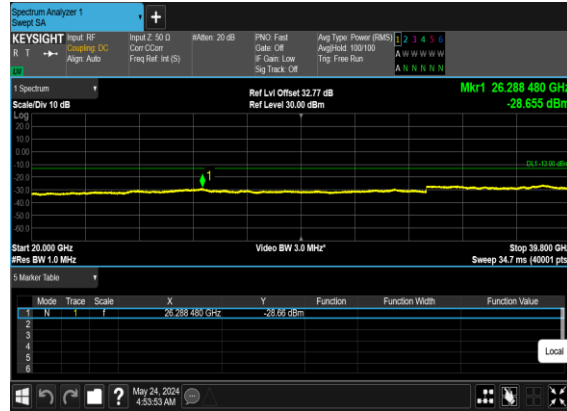 Spectrum Analyzer 1
Swept SA
+
KEYSIGHT Input: RF Input Z: 50 Ω #Atten: 20 dB PNO: Fast Avg Type: Power (RMS) 1 2 3 4 5 6
R T Coupling: DC Corr CCorr Gate: Off Avg|Hold: 100/100 A W W W W W
Align: Auto Freq Ref: Int (S) IF Gain: Low Trig: Free Run
Sig Track: Off A N N N N N
1 Spectrum Ref Lvl Offset 32.77 dB Mkr1 26.288 480 GHz
Scale/Div 10 dB Ref Level 30.00 dBm -28.655 dBm
Log
20.0
10.0
0.00
-10.0 DL1 -13.00 dBm
-20.0 1
-30.0
-40.0
-50.0
-60.0
Start 20.000 GHz Video BW 3.0 MHz* Stop 39.800 GHz
#Res BW 1.0 MHz Sweep 34.7 ms (40001 pts)
5 Marker Table
Mode Trace Scale X Y Function Function Width Function Value
1 N 1 f 26.288 480 GHz -28.66 dBm
2
3
4
5
6
Local
? May 24, 2024
4:53:53 AM